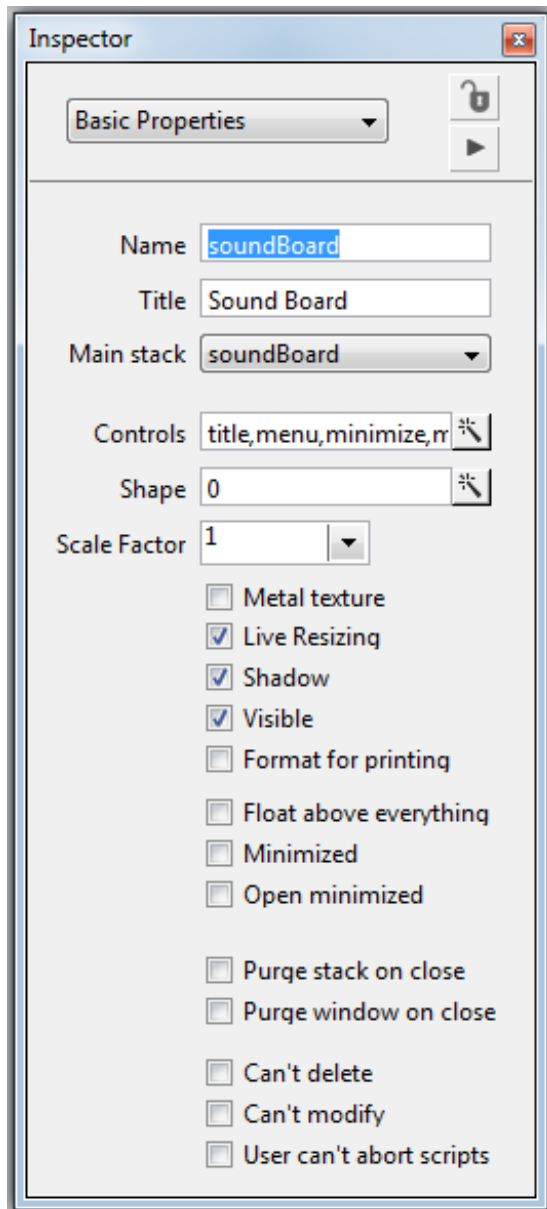 Inspector
Basic Properties
Name soundBoard
Title Sound Board
Main stack soundBoard
Controls title,menu,minimize,m
Shape 0
Scale Factor 1
Metal texture
Live Resizing
Shadow
Visible
Format for printing
Float above everything
Minimized
Open minimized
Purge stack on close
Purge window on close
Can't delete
Can't modify
User can't abort scripts